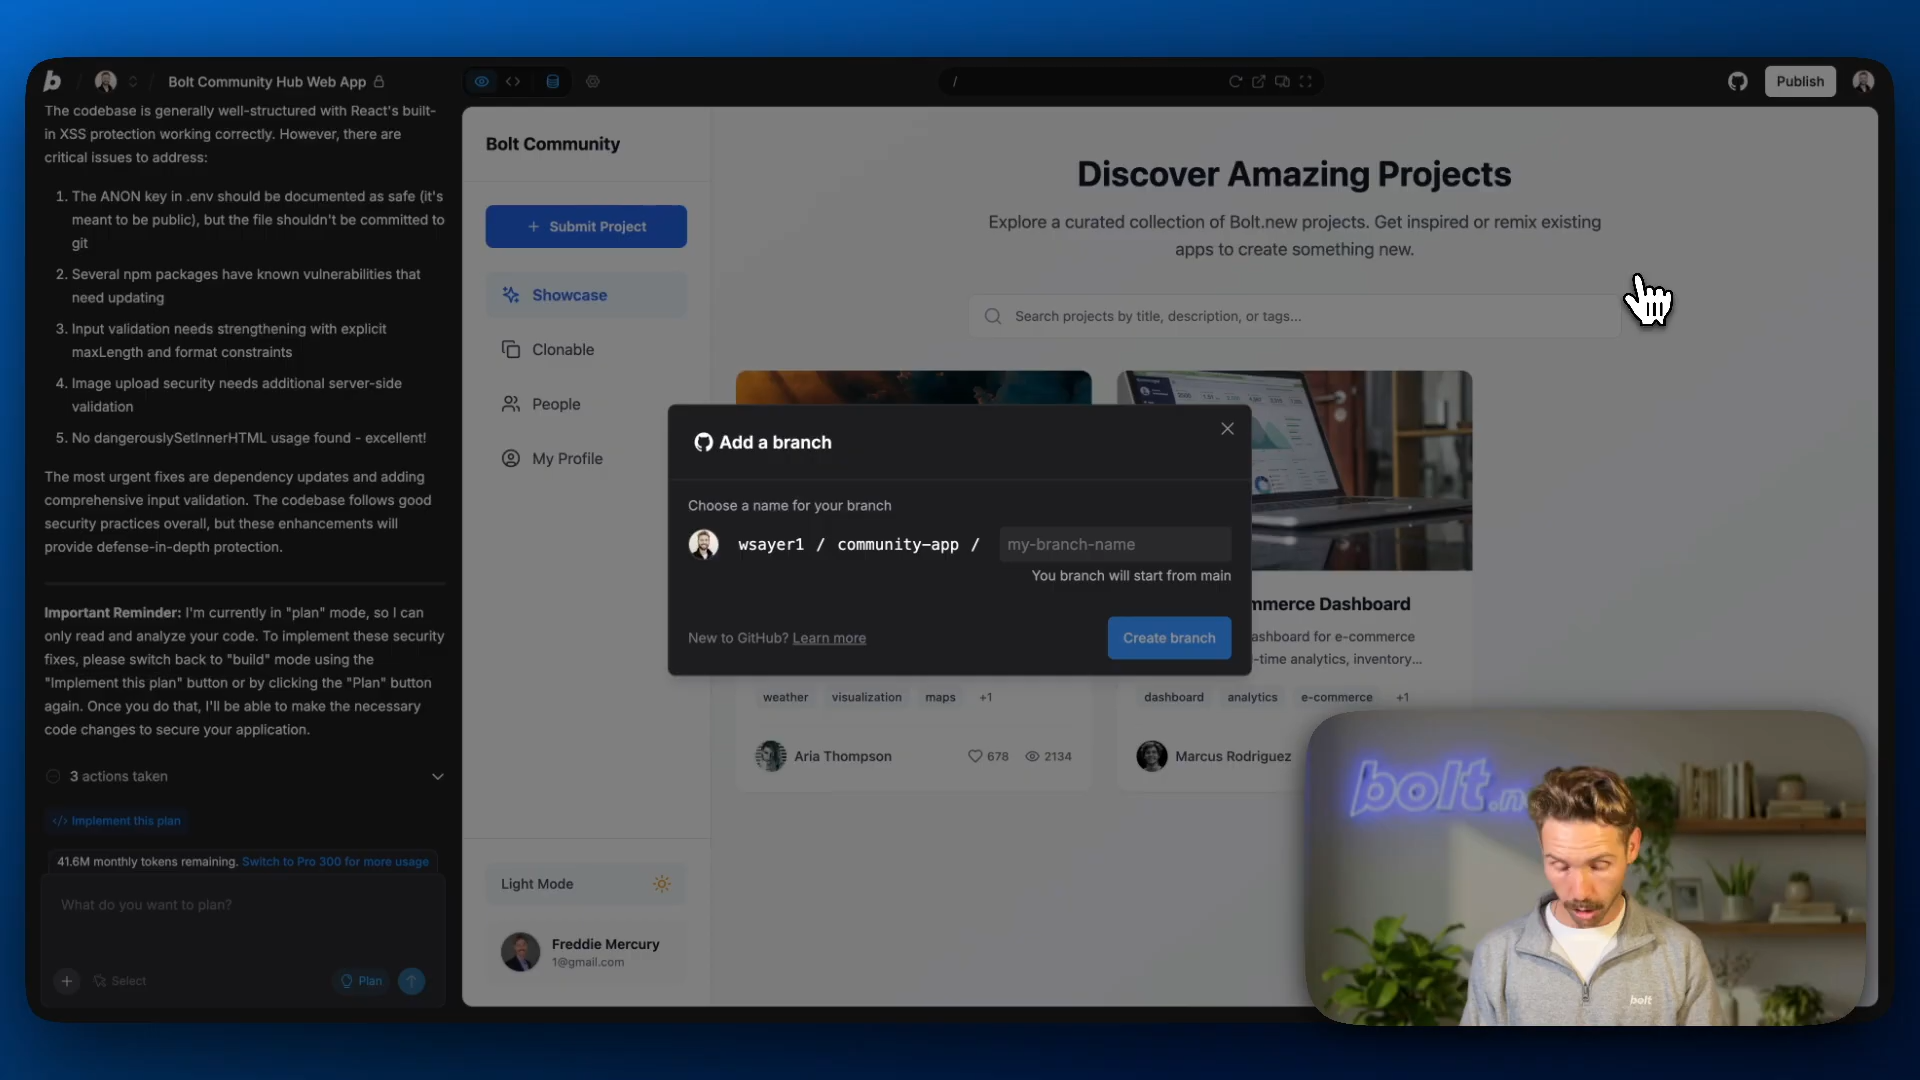 b / / Bolt Community Hub Web App
/
Publish
The codebase is generally well-structured with React's built-
in XSS protection working correctly. However, there are
critical issues to address:
1. The ANON key in .env should be documented as safe (it's
meant to be public), but the file shouldn't be committed to
git
2. Several npm packages have known vulnerabilities that
need updating
3. Input validation needs strengthening with explicit
maxLength and format constraints
4. Image upload security needs additional server-side
validation
5. No dangerouslySetInnerHTML usage found - excellent!
The most urgent fixes are dependency updates and adding
comprehensive input validation. The codebase follows good
security practices overall, but these enhancements will
provide defense-in-depth protection.
Important Reminder: I'm currently in "plan" mode, so I can
only read and analyze your code. To implement these security
fixes, please switch back to "build" mode using the
"Implement this plan" button or by clicking the "Plan" button
again. Once you do that, I'll be able to make the necessary
code changes to secure your application.
3 actions taken
</> Implement this plan
41.6M monthly tokens remaining. Switch to Pro 300 for more usage
What do you want to plan?
+ Select
Plan
Bolt Community
+ Submit Project
Showcase
Clonable
People
My Profile
Light Mode
Freddie Mercury
1@gmail.com
Discover Amazing Projects
Explore a curated collection of Bolt.new projects. Get inspired or remix existing
apps to create something new.
Search projects by title, description, or tags...
Add a branch
Choose a name for your branch
wsayer1 / community-app / my-branch-name
You branch will start from main
New to GitHub? Learn more
Create branch
mmerce Dashboard
ashboard for e-commerce
-time analytics, inventory...
weather visualization maps +1
dashboard analytics e-commerce +1
Aria Thompson 678 2134
Marcus Rodriguez
bolt.n
bolt